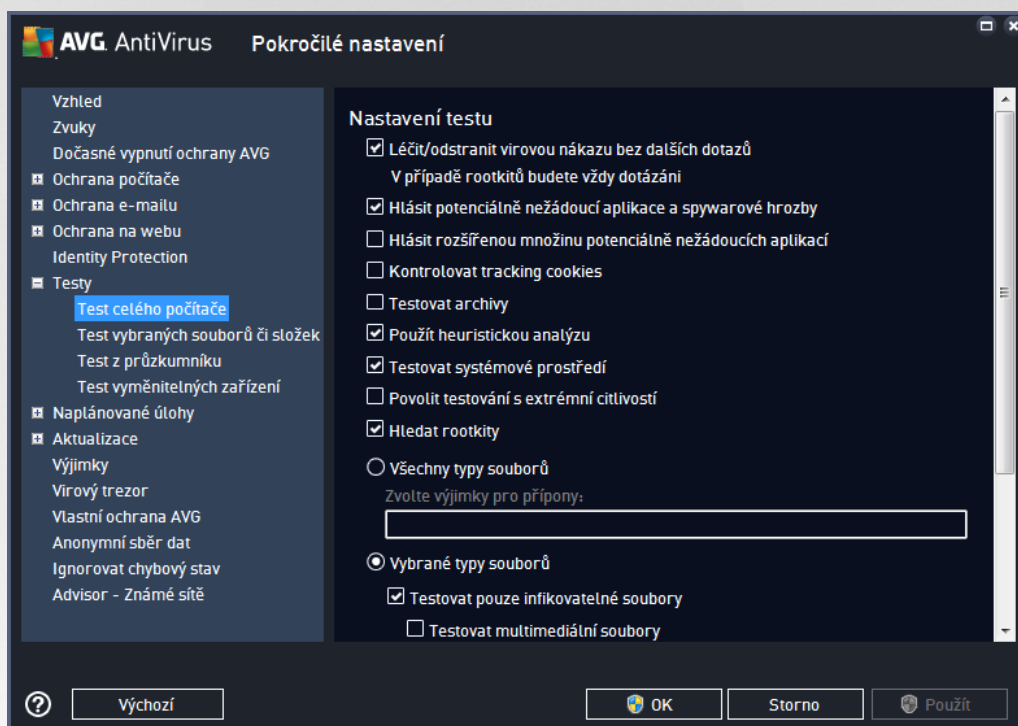 AVG. AntiVirus Pokročilé nastavení
Vzhled
Zvuky
Dočasné vypnutí ochrany AVG
Ochrana počítače
Ochrana e-mailu
Ochrana na webu
Identity Protection
Testy
Test celého počítače
Test vybraných souborů či složek
Test z průzkumníku
Test vyměnitelných zařízení
Naplánované úlohy
Aktualizace
Výjimky
Virový trezor
Vlastní ochrana AVG
Anonymní sběr dat
Ignorovat chybový stav
Advisor - Známé sítě
Nastavení testu
Léčit/odstranit virovou nákazu bez dalších dotazů
V případě rootkitů budete vždy dotázáni
Hlásit potenciálně nežádoucí aplikace a spywarové hrozby
Hlásit rozšířenou množinu potenciálně nežádoucích aplikací
Kontrolovat tracking cookies
Testovat archivy
Použít heuristickou analýzu
Testovat systémové prostředí
Povolit testování s extrémní citlivostí
Hledat rootkity
Všechny typy souborů
Zvolte výjimky pro přípony:
Vybrané typy souborů
Testovat pouze infikovatelné soubory
Testovat multimediální soubory
Výchozí
OK
Storno
Použít